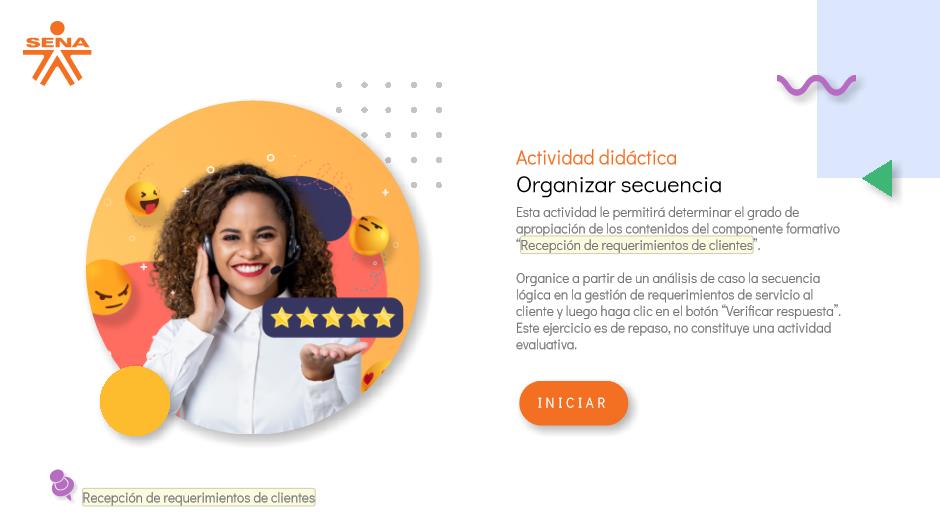 SENA
Actividad didáctica
Organizar secuencia
Esta actividad le permitirá determinar el grado de
apropiación de los contenidos del componente formativo
“Recepción de requerimientos de clientes”.
Organice a partir de un análisis de caso la secuencia
lógica en la gestión de requerimientos de servicio al
cliente y luego haga clic en el botón “Verificar respuesta”.
Este ejercicio es de repaso, no constituye una actividad
evaluativa.
INICIAR
Recepción de requerimientos de clientes